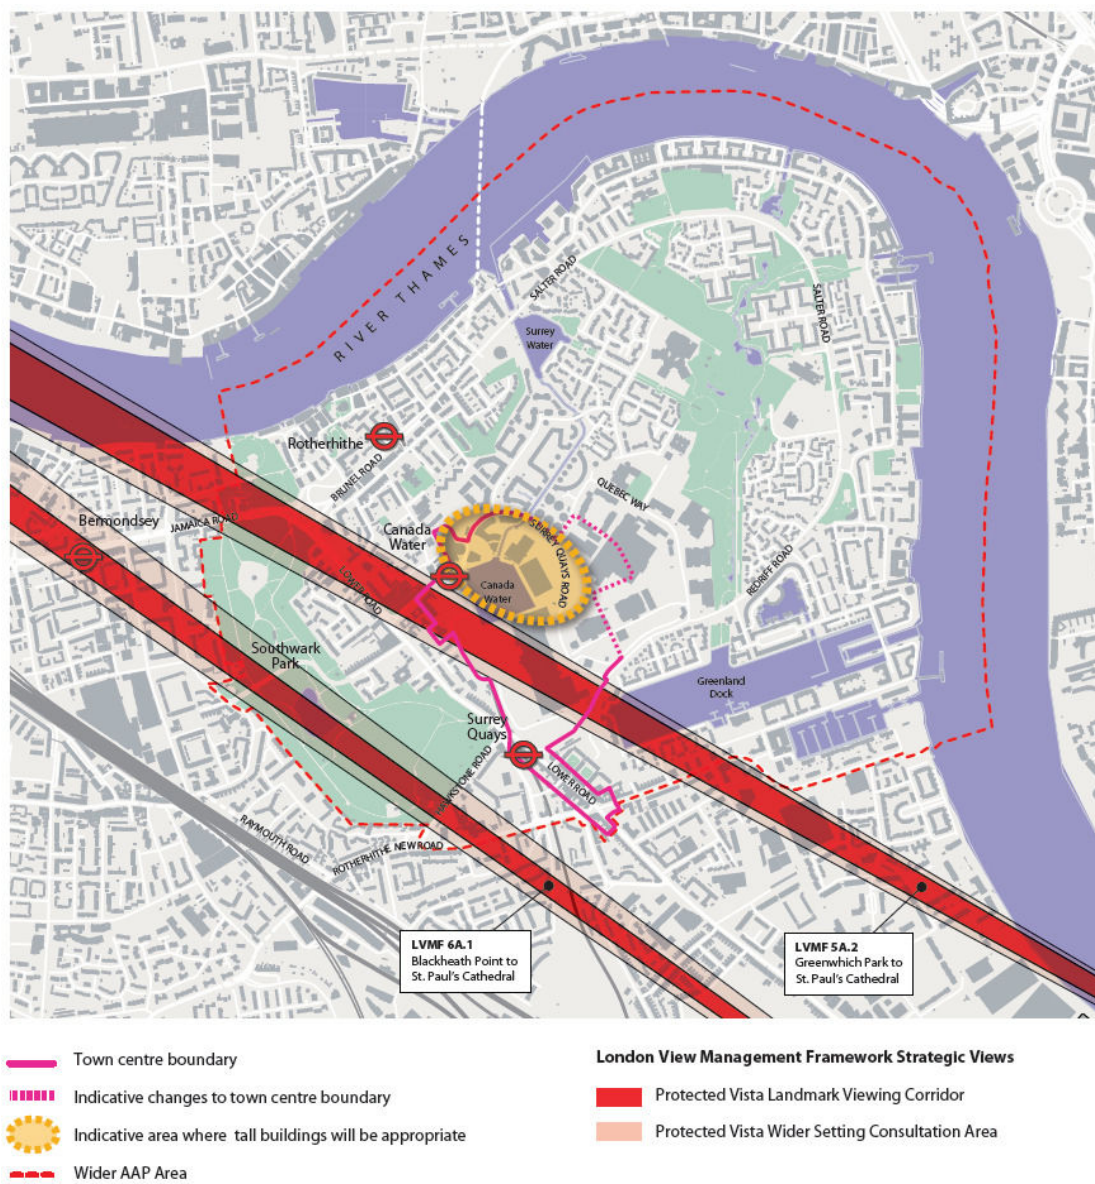 RIVER THAMES
SALTER ROAD
SALTER ROAD
Surrey
Water
Rotherhithe
BRUNEL ROAD
QUEBEC WAY
Bermondsey
JAMAICA ROAD
Canada
Water
SURREY QUAYS ROAD
LOWER ROAD
Canada
Water
REDRIFF ROAD
Southwark
Park
Greenland
Dock
Surrey
Quays
HAWKSTONE ROAD
LOWER ROAD
RAYMOUTH ROAD
ROTHERHITHE NEW ROAD
LVMF 6A.1
Blackheath Point to
St. Paul's Cathedral
LVMF 5A.2
Greenwhich Park to
St. Paul's Cathedral
Town centre boundary
Indicative changes to town centre boundary
Indicative area where tall buildings will be appropriate
Wider AAP Area
London View Management Framework Strategic Views
Protected Vista Landmark Viewing Corridor
Protected Vista Wider Setting Consultation Area